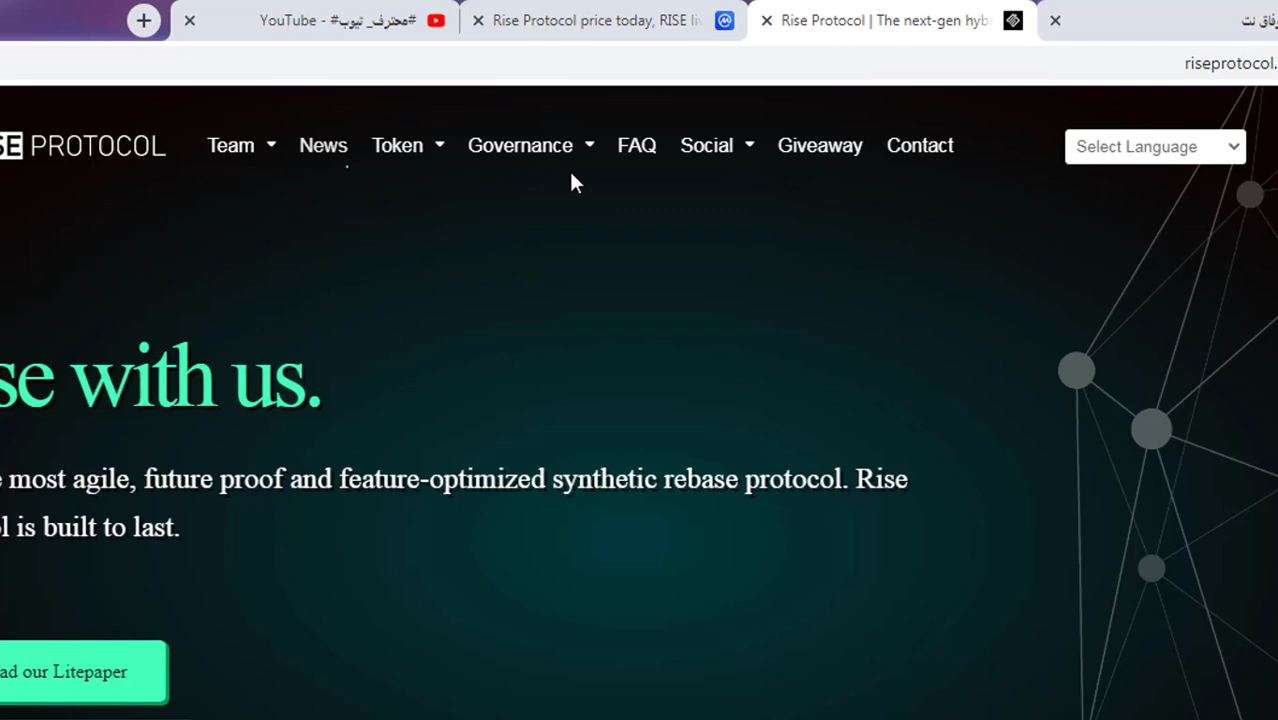 YouTube - #محترف_تيوب#
Rise Protocol price today, RISE li
Rise Protocol | The next-gen hyb
وفاق نت
riseprotocol.
SE PROTOCOL
Team
News
Token
Governance
FAQ
Social
Giveaway
Contact
Select Language
se with us.
e most agile, future proof and feature-optimized synthetic rebase protocol. Rise
ol is built to last.
ad our Litepaper